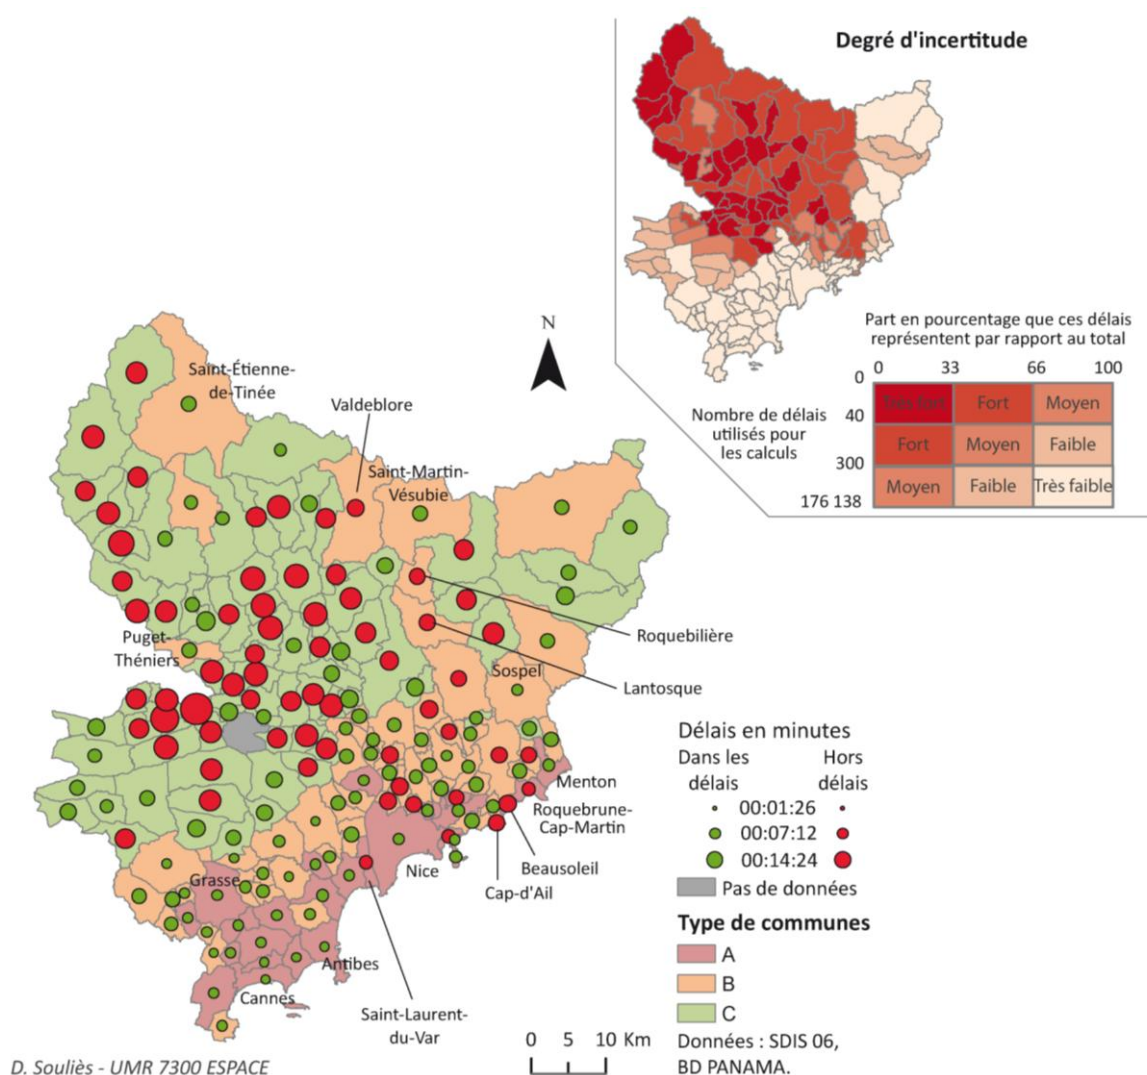 Degré d'incertitude
Part en pourcentage que ces délais
représentent par rapport au total
0 33 66 100
Nombre de délais
utilisés pour
les calculs
0
40
300
176 138
Très fort Fort Moyen
Fort Moyen Faible
Moyen Faible Très faible
N
Saint-Étienne-
de-Tinée
Valdeblore
Saint-Martin-
Vésubie
Roquebilière
Puget-
Théniers
Lantosque
Sospel
Menton
Roquebrune-
Cap-Martin
Beausoleil
Cap-d'Ail
Nice
Grasse
Antibes
Cannes
Saint-Laurent-
du-Var
Délais en minutes
Dans les
délais
Hors
délais
00:01:26
00:07:12
00:14:24
Pas de données
Type de communes
A
B
C
Données : SDIS 06,
BD PANAMA.
0 5 10 Km
D. Souliès - UMR 7300 ESPACE